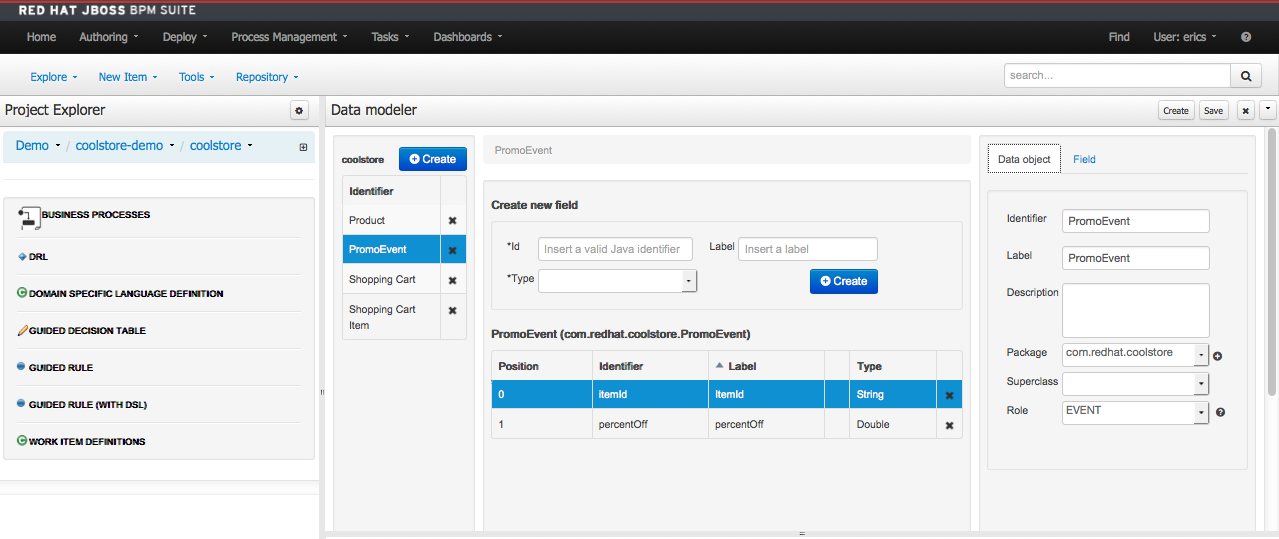 RED HAT JBOSS BPM SUITE
Home Authoring Deploy Process Management Tasks Dashboards Find User: erics
Explore New Item Tools Repository search...
Project Explorer
Demo / coolstore-demo / coolstore
BUSINESS PROCESSES
DRL
DOMAIN SPECIFIC LANGUAGE DEFINITION
GUIDED DECISION TABLE
GUIDED RULE
GUIDED RULE (WITH DSL)
WORK ITEM DEFINITIONS
Data modeler Create Save
coolstore Create
Identifier
Product
PromoEvent
Shopping Cart
Shopping Cart
Item
PromoEvent
Create new field
*Id Insert a valid Java identifier Label Insert a label
*Type Create
PromoEvent (com.redhat.coolstore.PromoEvent)
Position Identifier Label Type
0 itemId ItemId String
1 percentOff percentOff Double
Data object Field
Identifier PromoEvent
Label PromoEvent
Description
Package com.redhat.coolstore
Superclass
Role EVENT